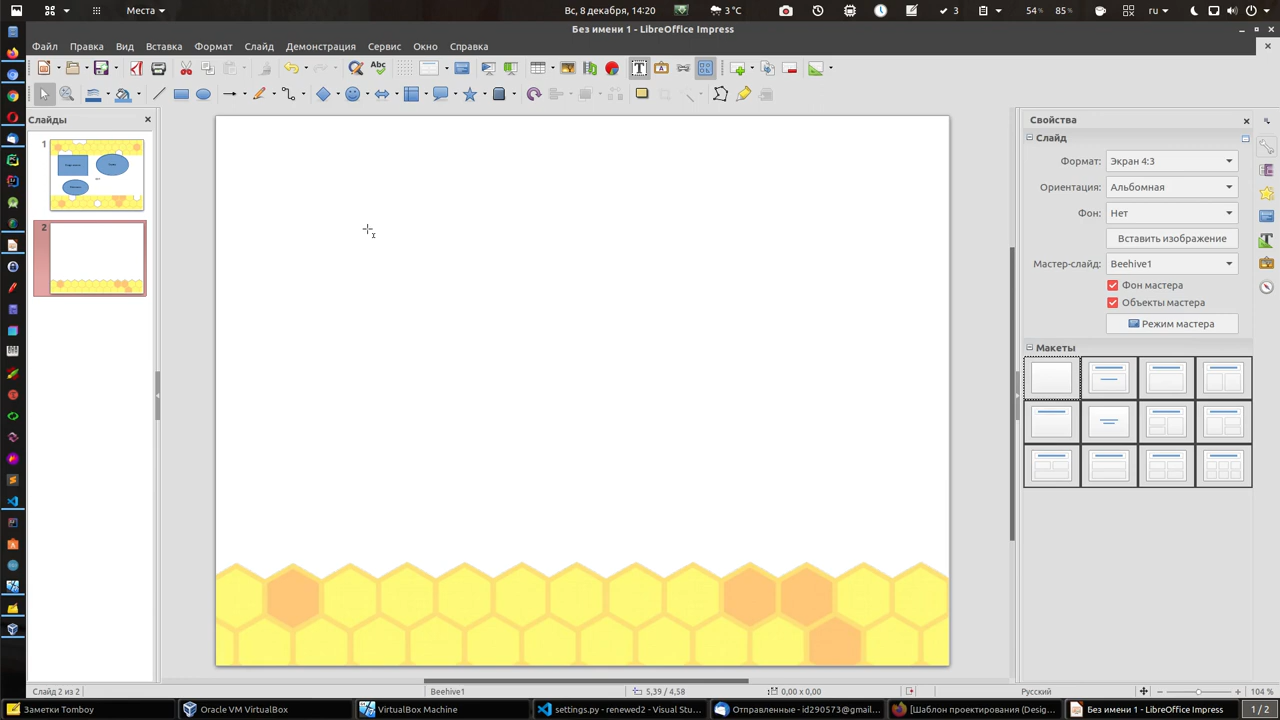 Места
Вс, 8 декабря, 14:20
3 °C
3
54 %
85%
ru
Без имени 1 - LibreOffice Impress
Файл Правка Вид Вставка Формат Слайд Демонстрация Сервис Окно Справка
Слайды
1
2
Свойства
Слайд
Формат: Экран 4:3
Ориентация: Альбомная
Фон: Нет
Вставить изображение
Мастер-слайд: Beehive1
Фон мастера
Объекты мастера
Режим мастера
Макеты
Слайд 2 из 2
Beehive1
5,39 / 4,58
0,00 x 0,00
Русский
104 %
Заметки Tomboy
Oracle VM VirtualBox
VirtualBox Machine
settings.py - renewed2 - Visual Stu...
Отправленные - id290573@gmail....
[Шаблон проектирования (Desig...
Без имени 1 - LibreOffice Impress
1 / 2